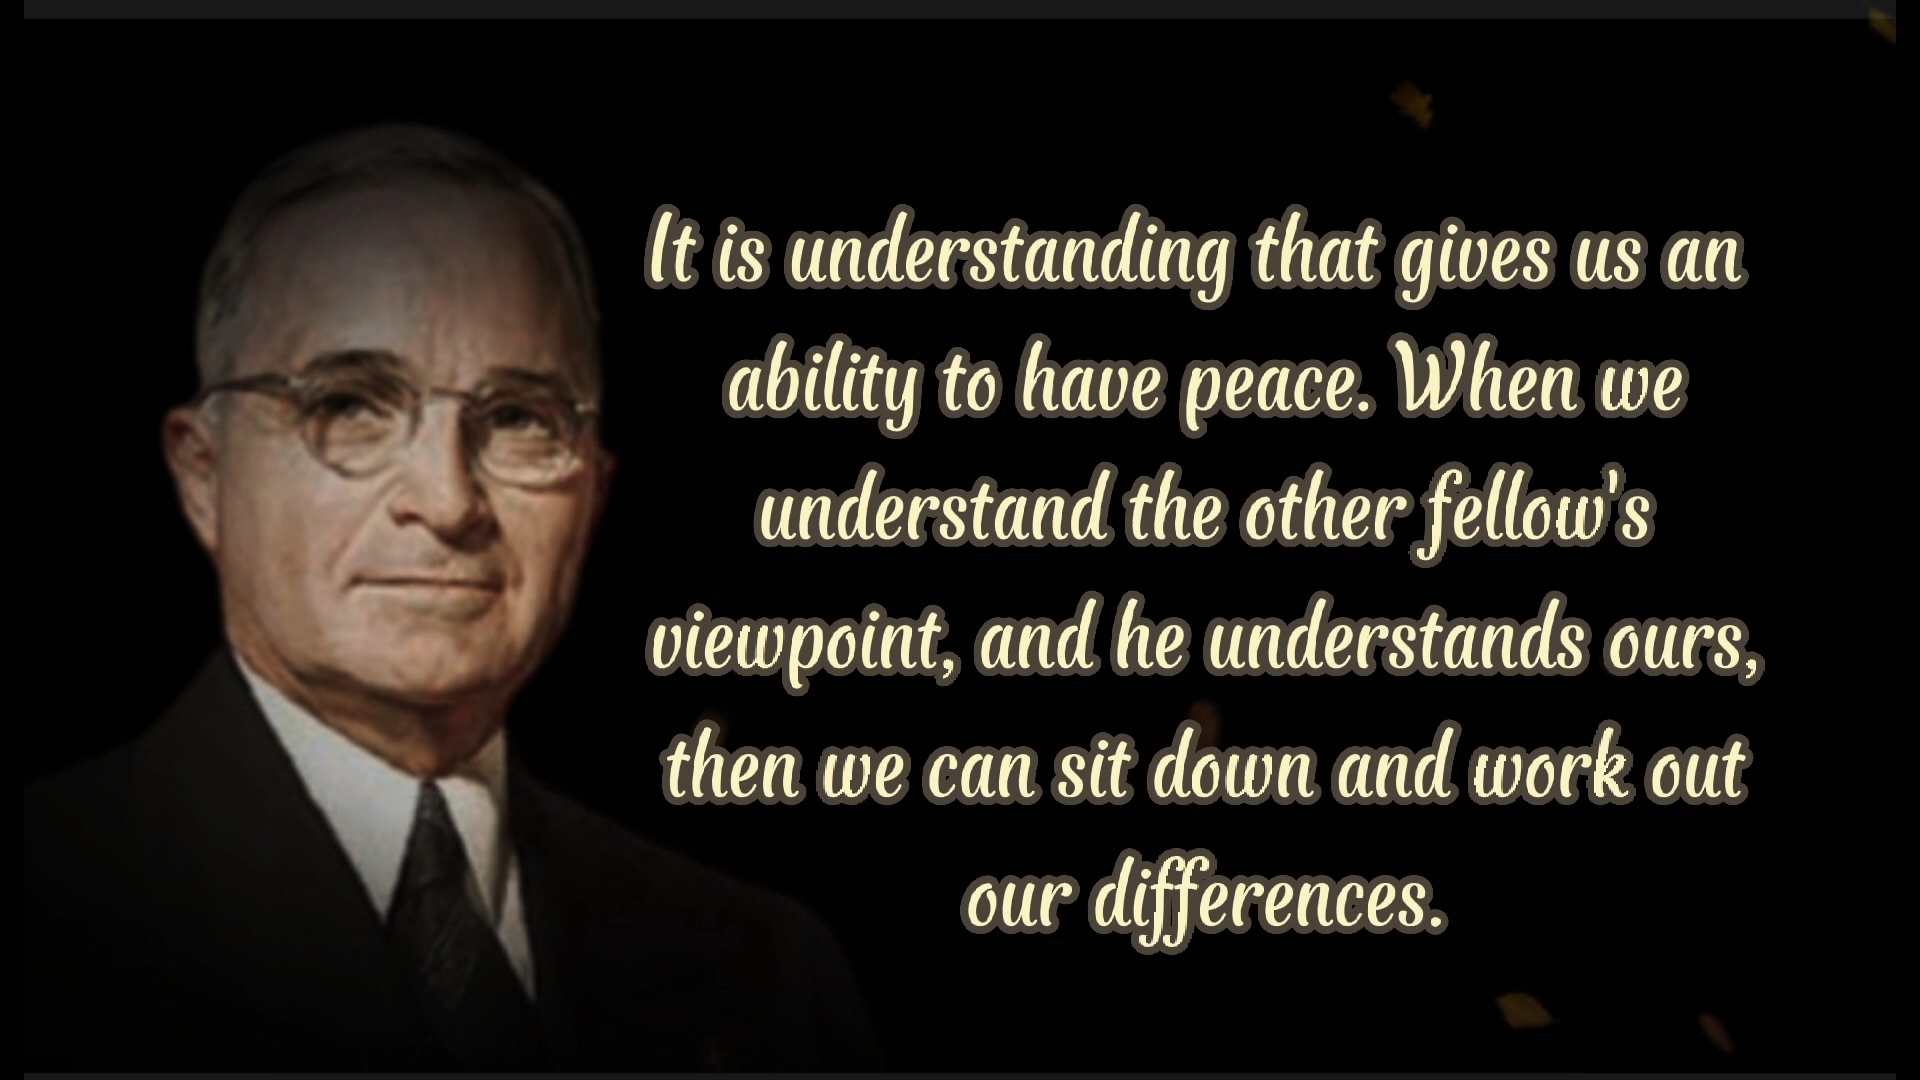 It is understanding that gives us an
ability to have peace. When we
understand the other fellow's
viewpoint, and he understands ours,
then we can sit down and work out
our differences.